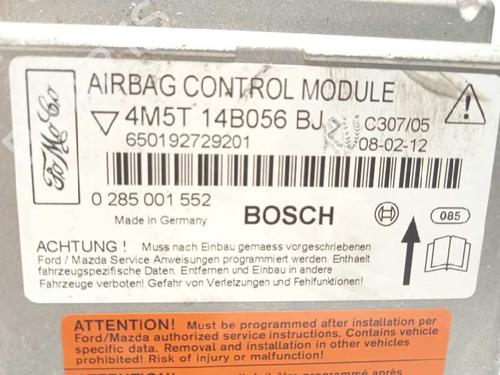 FoMoCo
AIRBAG CONTROL MODULE
4M5T 14B056 BJ
C307/05
650192729201
08-02-12
0 285 001 552
Made in Germany
BOSCH
085
ACHTUNG ! Muss nach Einbau gemaess vorgeschriebenen
Ford / Mazda Service Anweisungen programmiert werden. Enthaelt
fahrzeugspezifische Daten. Entfernen und Einbau in andere
Fahrzeuge verboten! Gefahr von Verletzungen und Fehlfunktionen!
ATTENTION! Must be programmed after installation per
Ford/Mazda authorized service instructions. Contains vehicle
specific data. Removal and installation in other vehicles
prohibited! Risk of injury or malfunction!
être programmé après